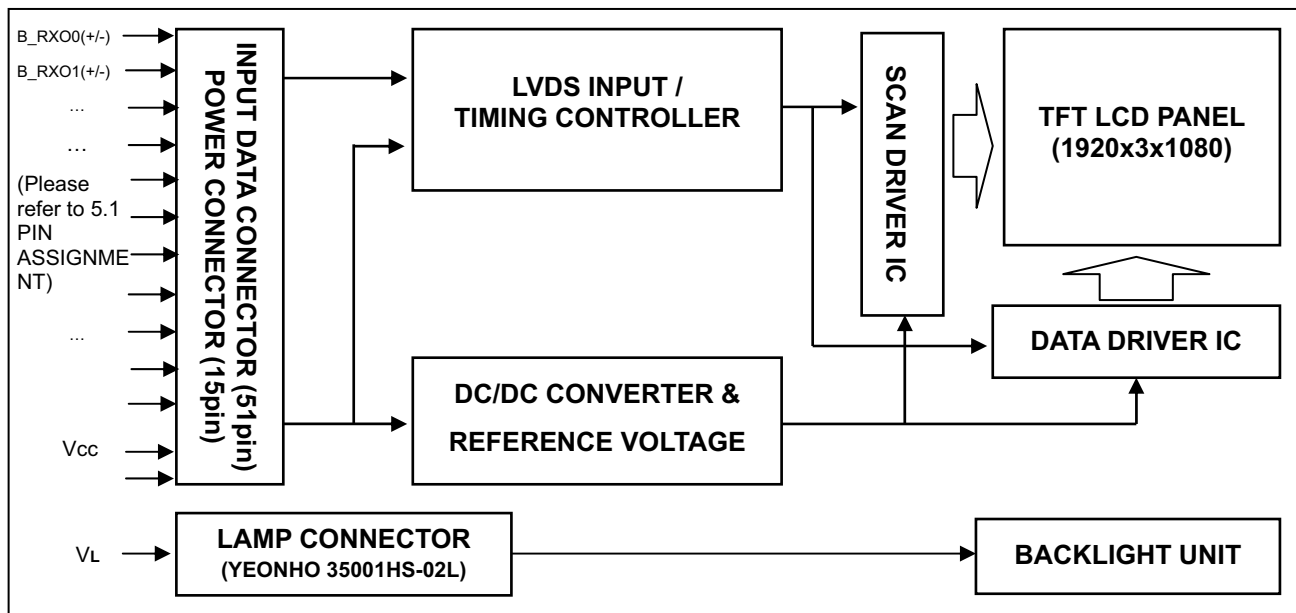 B_RXO0(+/-)
B_RXO1(+/-)
...
...
(Please
refer to 5.1
PIN
ASSIGNME
NT)
...
Vcc
VL
INPUT DATA CONNECTOR (51pin)
POWER CONNECTOR (15pin)
LVDS INPUT /
TIMING CONTROLLER
SCAN DRIVER IC
TFT LCD PANEL
(1920x3x1080)
DATA DRIVER IC
DC/DC CONVERTER &
REFERENCE VOLTAGE
LAMP CONNECTOR
(YEONHO 35001HS-02L)
BACKLIGHT UNIT